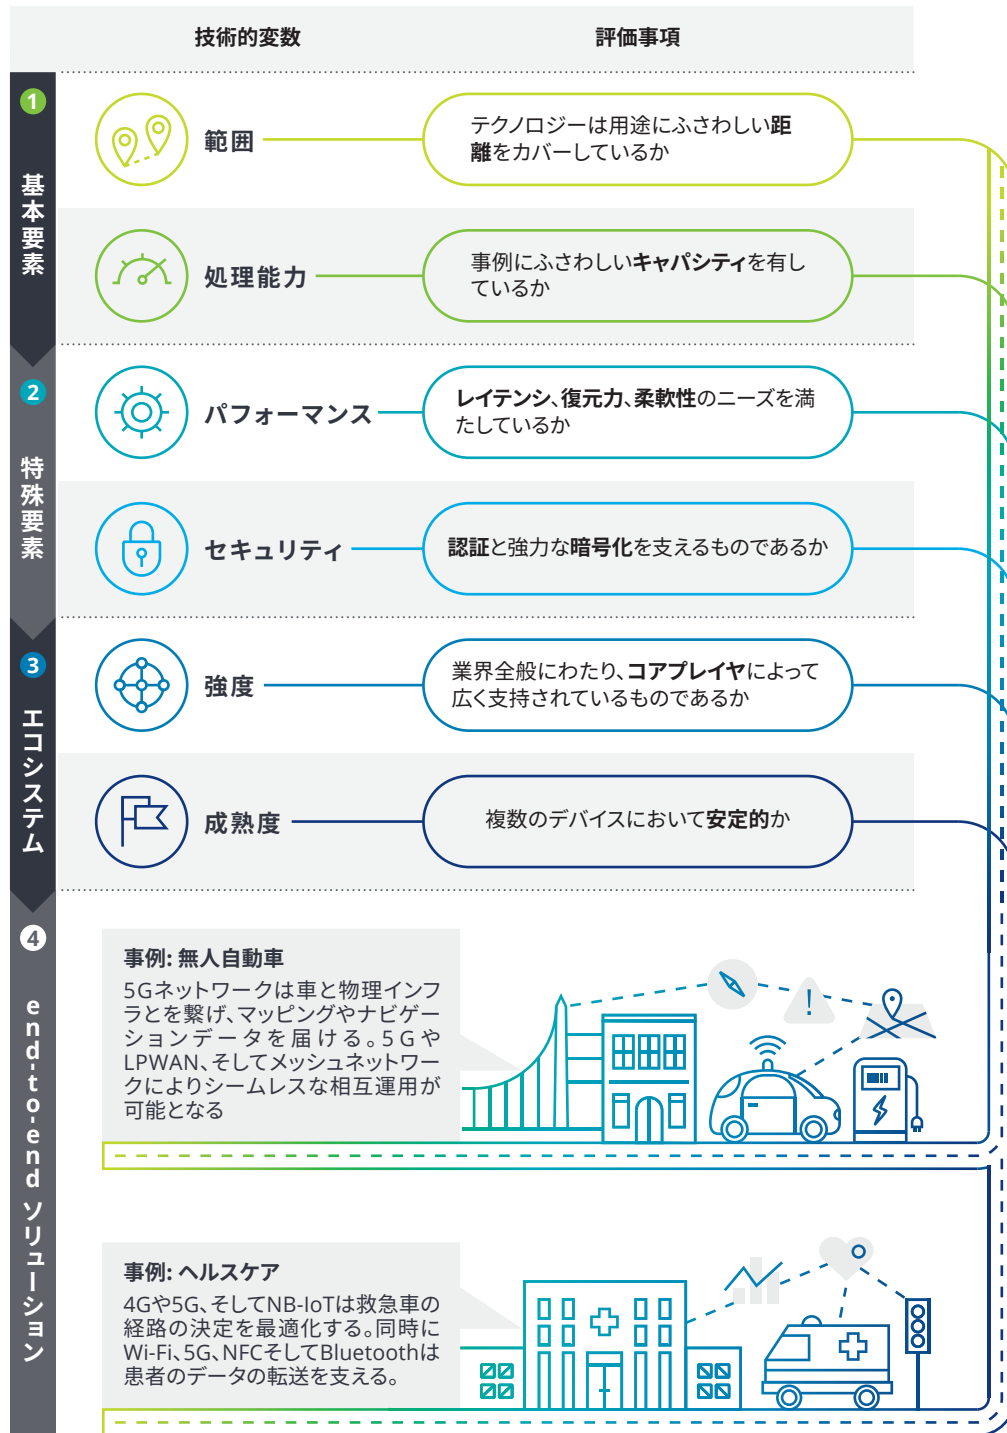 技術的変数
評価事項
1
基本要素
範囲
テクノロジーは用途にふさわしい距
離をカバーしているか
処理能力
事例にふさわしいキャパシティを有し
ているか
2
特殊要素
パフォーマンス
レイテンシ、復元力、柔軟性のニーズを満
たしているか
セキュリティ
認証と強力な暗号化を支えるものであるか
3
エコシステム
強度
業界全般にわたり、コアプレイヤによって
広く支持されているものであるか
成熟度
複数のデバイスにおいて安定的か
4
end-to-endソリューション
事例: 無人自動車
5Gネットワークは車と物理インフ
ラとを繋げ、マッピングやナビゲー
ションデータを届ける。5Gや
LPWAN、そしてメッシュネットワー
クによりシームレスな相互運用が
可能となる
!
事例: ヘルスケア
4Gや5G、そしてNB-IoTは救急車の
経路の決定を最適化する。同時に
Wi-Fi、5G、NFCそしてBluetoothは
患者のデータの転送を支える。